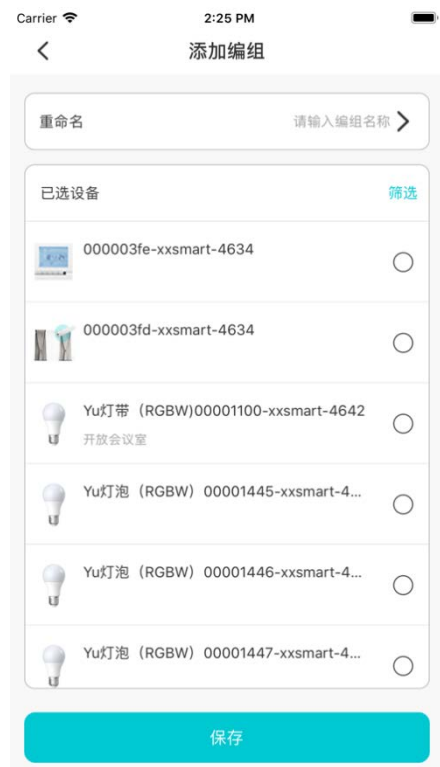 Carrier 2:25 PM
添加编组
重命名 请输入编组名称
已选设备 筛选
000003fe-xxsmart-4634
000003fd-xxsmart-4634
Yu灯带（RGBW)00001100-xxsmart-4642
开放会议室
Yu灯泡（RGBW）00001445-xxsmart-4...
Yu灯泡（RGBW）00001446-xxsmart-4...
Yu灯泡（RGBW）00001447-xxsmart-4...
保存